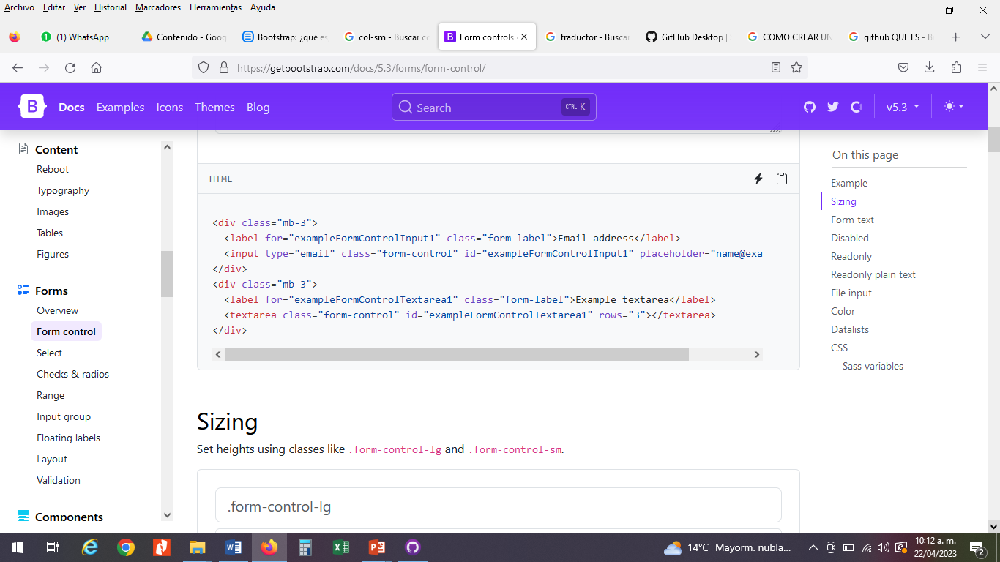 Archivo Editar Ver Historial Marcadores Herramientas Ayuda
1 (1) WhatsApp
Contenido - Goog
Bootstrap: ¿qué es
col-sm - Buscar co
Form controls
traductor - Buscar
GitHub Desktop |
COMO CREAR UN
github QUE ES - B
https://getbootstrap.com/docs/5.3/forms/form-control/
B Docs Examples Icons Themes Blog
Search CTRL K
v5.3
Content
Reboot
Typography
Images
Tables
Figures
Forms
Overview
Form control
Select
Checks & radios
Range
Input group
Floating labels
Layout
Validation
Components
HTML
<div class="mb-3">
  <label for="exampleFormControlInput1" class="form-label">Email address</label>
  <input type="email" class="form-control" id="exampleFormControlInput1" placeholder="name@exa
</div>
<div class="mb-3">
  <label for="exampleFormControlTextarea1" class="form-label">Example textarea</label>
  <textarea class="form-control" id="exampleFormControlTextarea1" rows="3"></textarea>
</div>
Sizing
Set heights using classes like .form-control-lg and .form-control-sm.
.form-control-lg
On this page
Example
Sizing
Form text
Disabled
Readonly
Readonly plain text
File input
Color
Datalists
CSS
Sass variables
14°C Mayorm. nubla...
10:12 a. m.
22/04/2023
2